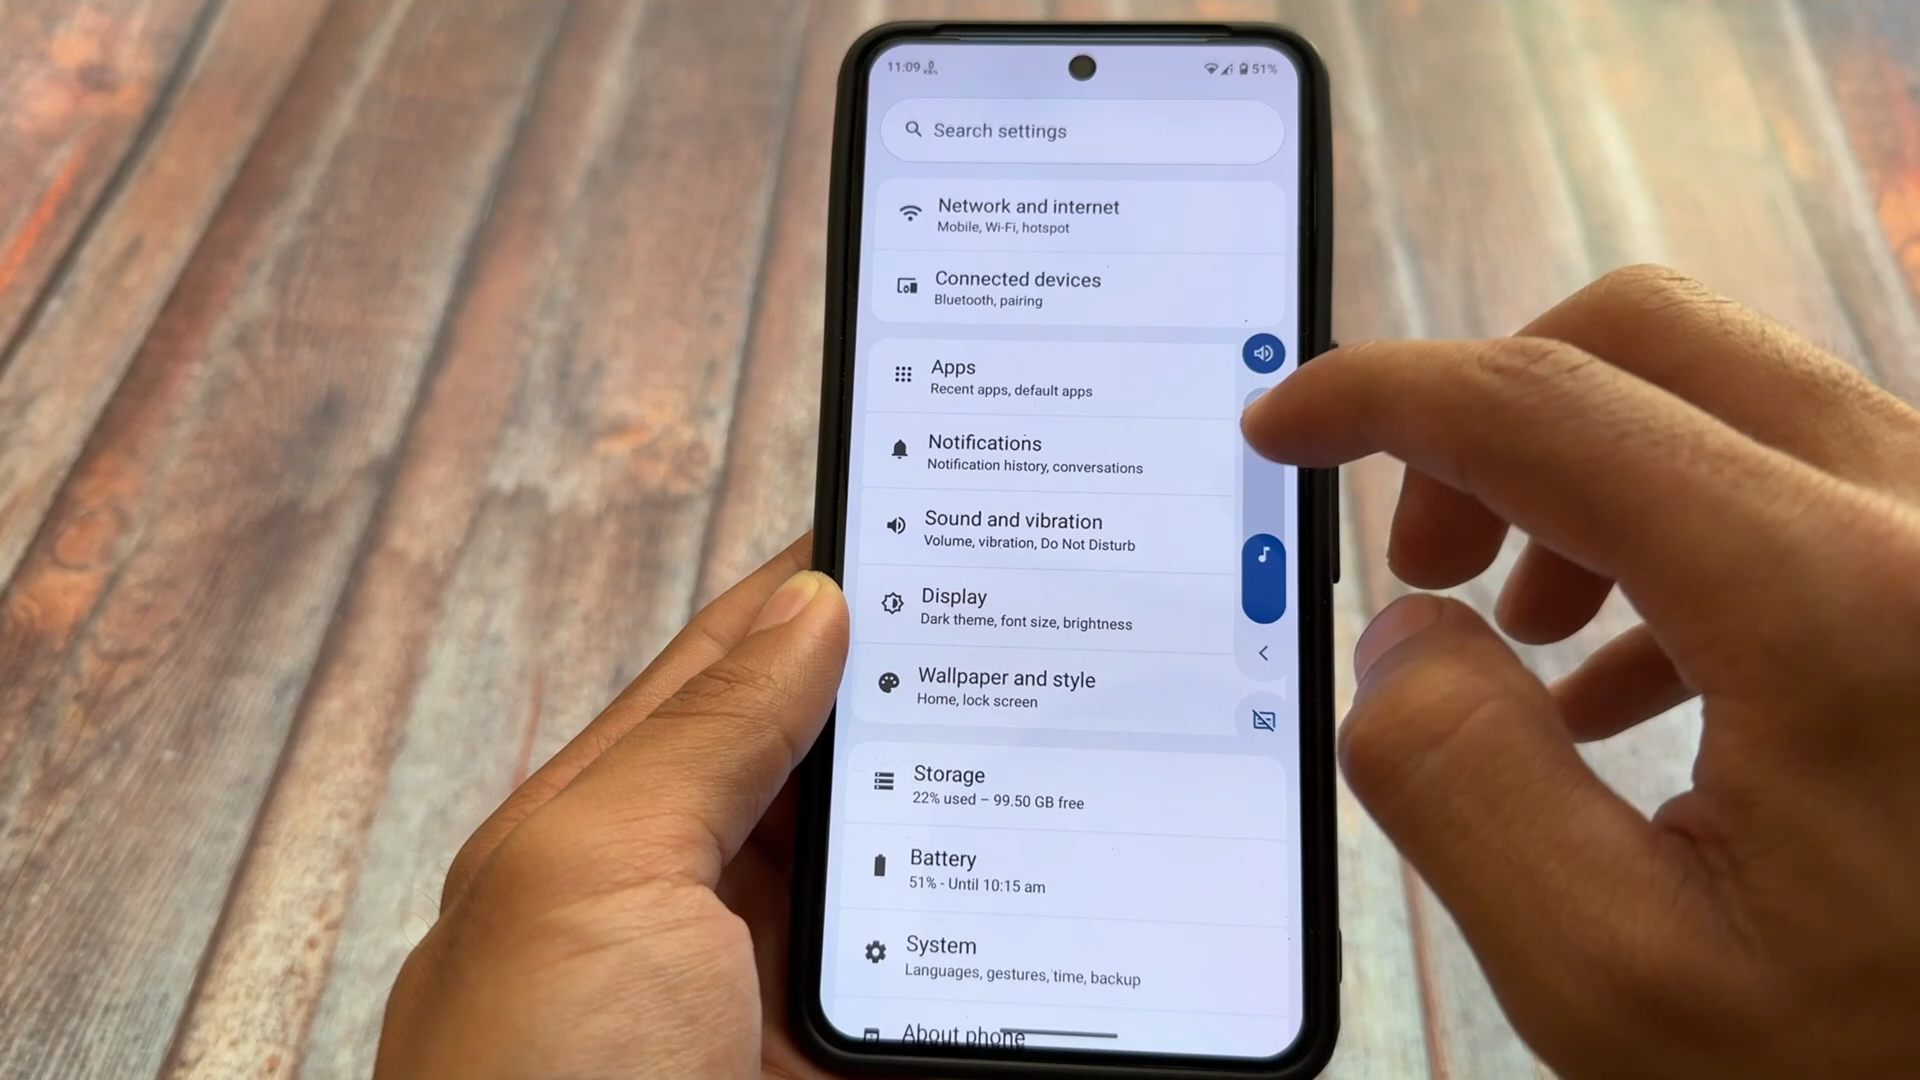 11:09 0 KB/s 51%
Search settings
Network and internet
Mobile, Wi-Fi, hotspot
Connected devices
Bluetooth, pairing
Apps
Recent apps, default apps
Notifications
Notification history, conversations
Sound and vibration
Volume, vibration, Do Not Disturb
Display
Dark theme, font size, brightness
Wallpaper and style
Home, lock screen
Storage
22% used – 99.50 GB free
Battery
51% - Until 10:15 am
System
Languages, gestures, time, backup
About phone